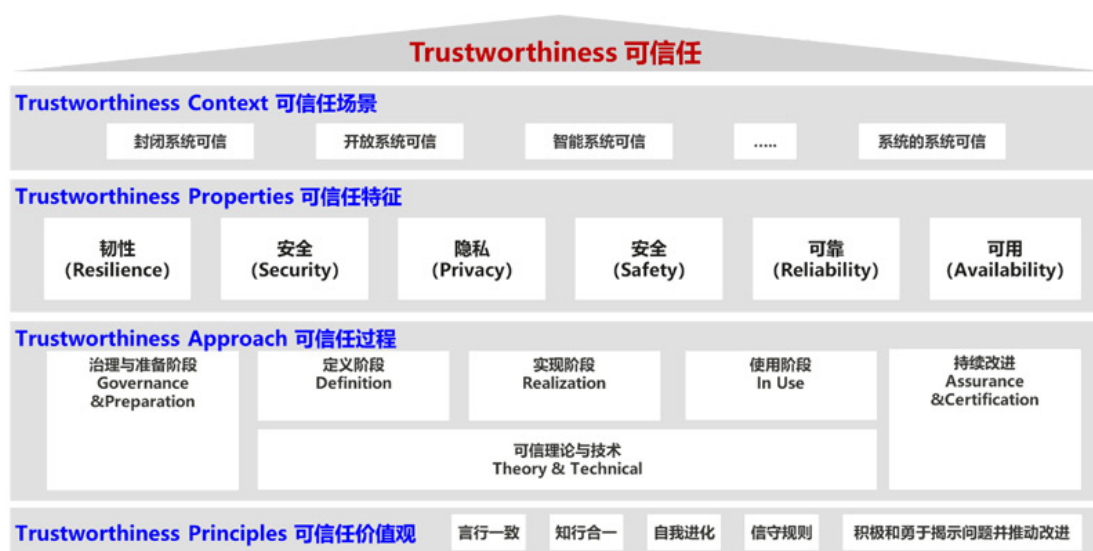 Trustworthiness 可信任
Trustworthiness Context 可信任场景
封闭系统可信
开放系统可信
智能系统可信
.....
系统的系统可信
Trustworthiness Properties 可信任特征
韧性
(Resilience)
安全
(Security)
隐私
(Privacy)
安全
(Safety)
可靠
(Reliability)
可用
(Availability)
Trustworthiness Approach 可信任过程
治理与准备阶段
Governance
&Preparation
定义阶段
Definition
实现阶段
Realization
使用阶段
In Use
持续改进
Assurance
&Certification
可信理论与技术
Theory & Technical
Trustworthiness Principles 可信任价值观
言行一致
知行合一
自我进化
信守规则
积极和勇于揭示问题并推动改进